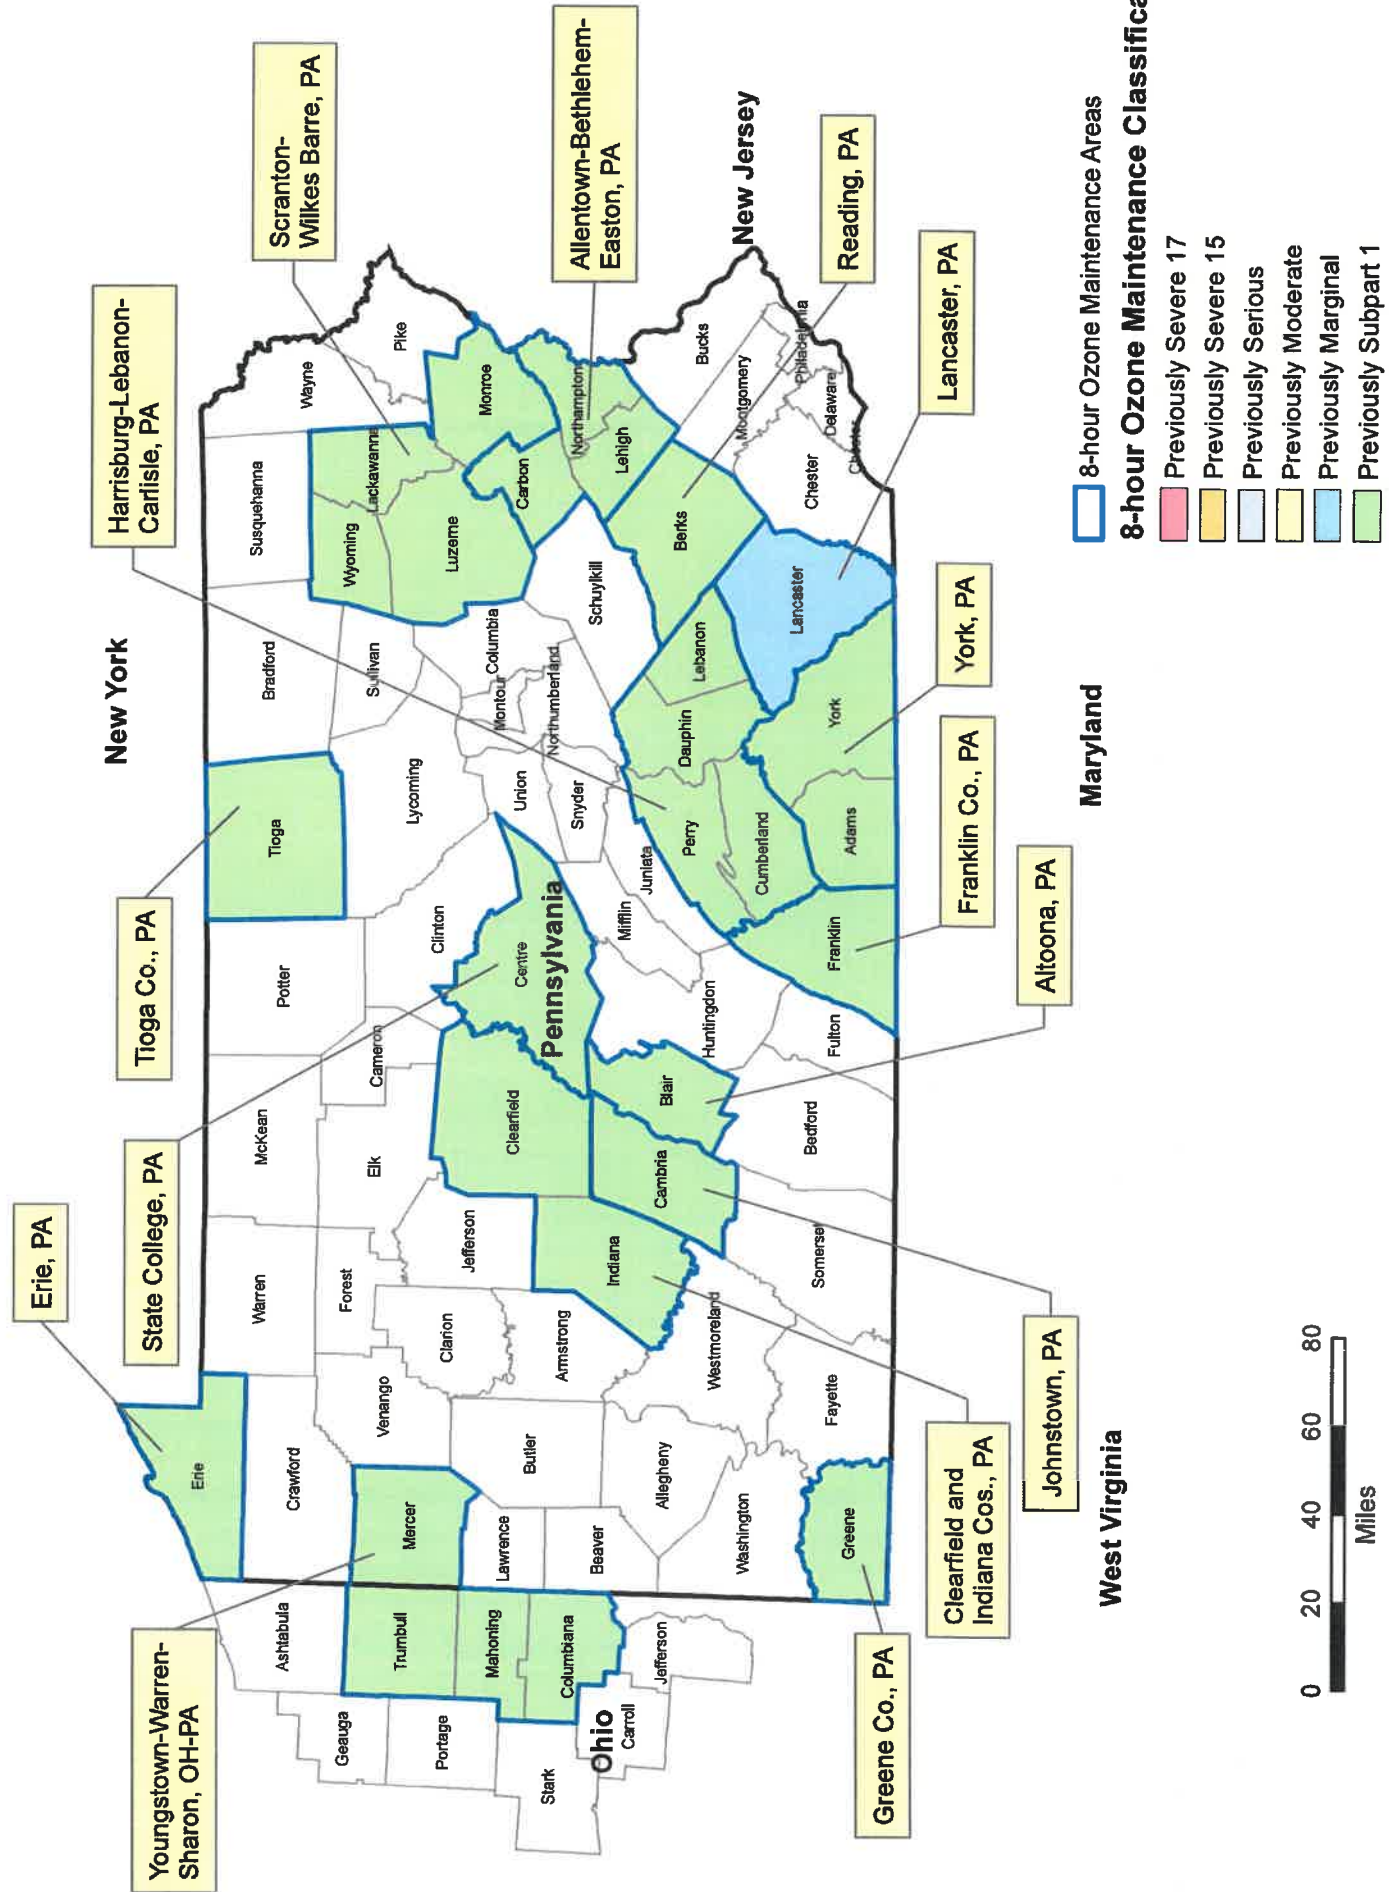 Erie, PA
State College, PA
Tioga Co., PA
New York
Harrisburg-Lebanon-
Carlisle, PA
Scranton-
Wilkes Barre, PA
Youngstown-Warren-
Sharon, OH-PA
Allentown-Bethlehem-
Easton, PA
New Jersey
Reading, PA
Lancaster, PA
York, PA
Maryland
Franklin Co., PA
Altoona, PA
Johnstown, PA
Clearfield and
Indiana Cos., PA
West Virginia
Greene Co., PA
Ohio
Pennsylvania
Erie
Crawford
Warren
McKean
Potter
Tioga
Bradford
Susquehanna
Wayne
Ashtabula
Geauga
Trumbull
Mercer
Venango
Forest
Elk
Cameron
Clinton
Lycoming
Sullivan
Wyoming
Lackawanna
Pike
Portage
Mahoning
Lawrence
Butler
Clarion
Jefferson
Clearfield
Centre
Union
Montour
Columbia
Luzerne
Monroe
Carbon
Stark
Columbiana
Beaver
Armstrong
Indiana
Cambria
Blair
Huntingdon
Mifflin
Juniata
Snyder
Northumberland
Schuylkill
Lehigh
Northampton
Carroll
Jefferson
Allegheny
Westmoreland
Perry
Dauphin
Lebanon
Berks
Montgomery
Bucks
Washington
Greene
Fayette
Somerset
Bedford
Fulton
Franklin
Cumberland
Adams
York
Lancaster
Chester
Chester
Delaware
Philadelphia
8-hour Ozone Maintenance Areas
8-hour Ozone Maintenance Classifica
Previously Severe 17
Previously Severe 15
Previously Serious
Previously Moderate
Previously Marginal
Previously Subpart 1
0 20 40 60 80
Miles